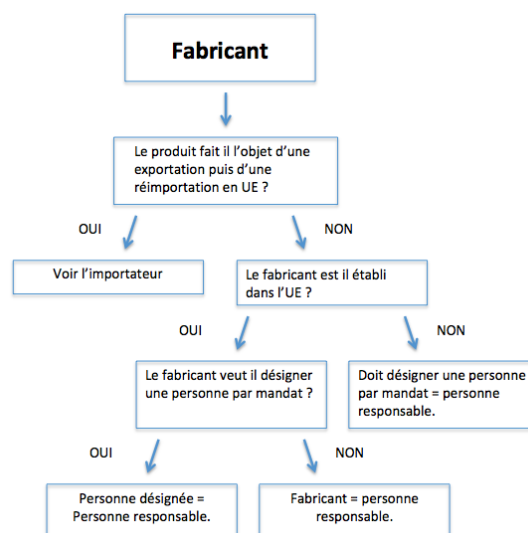 Fabricant
Le produit fait il l'objet d'une
exportation puis d'une
réimportation en UE ?
OUI
NON
Voir l'importateur
Le fabricant est il établi
dans l'UE ?
OUI
NON
Le fabricant veut il désigner
une personne par mandat ?
Doit désigner une personne
par mandat = personne
responsable.
OUI
NON
Personne désignée =
Personne responsable.
Fabricant = personne
responsable.